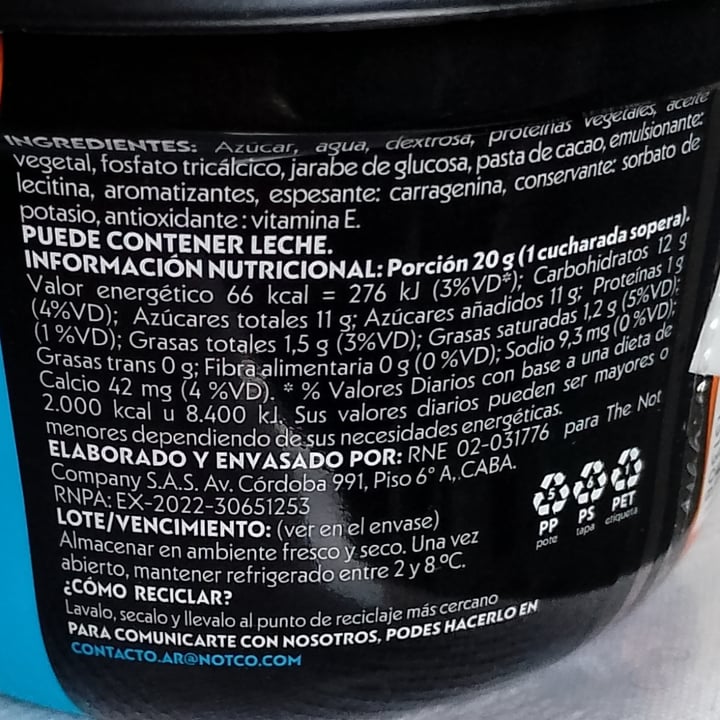 INGREDIENTES: Azúcar, agua, dextrosa, proteínas vegetales, aceite
vegetal, fosfato tricálcico, jarabe de glucosa, pasta de cacao, emulsionante:
lecitina, aromatizantes, espesante: carragenina, conservante: sorbato de
potasio, antioxidante: vitamina E.
PUEDE CONTENER LECHE.
INFORMACIÓN NUTRICIONAL: Porción 20 g (1 cucharada sopera).
Valor energético 66 kcal = 276 kJ (3%VD*); Carbohidratos 12 g
(4%VD); Azúcares totales 11 g; Azúcares añadidos 11 g; Proteínas 1 g
(1%VD); Grasas totales 1,5 g (3%VD); Grasas saturadas 1,2 g (5%VD);
Grasas trans 0 g; Fibra alimentaria 0 g (0 %VD); Sodio 9,3 mg (0 %VD);
Calcio 42 mg (4 %VD). * % Valores Diarios con base a una dieta de
2.000 kcal u 8.400 kJ. Sus valores diarios pueden ser mayores o
menores dependiendo de sus necesidades energéticas.
ELABORADO Y ENVASADO POR: RNE 02-031776 para The Not
Company S.A.S. Av. Córdoba 991, Piso 6° A, CABA.
RNPA: EX-2022-30651253
LOTE/VENCIMIENTO: (ver en el envase)
Almacenar en ambiente fresco y seco. Una vez
abierto, mantener refrigerado entre 2 y 8 ºC.
¿CÓMO RECICLAR?
Lavalo, secalo y llevalo al punto de reciclaje más cercano
PARA COMUNICARTE CON NOSOTROS, PODES HACERLO EN
CONTACTO.AR@NOTCO.COM
5 6 1
PP PS PET
pote tapa etiqueta